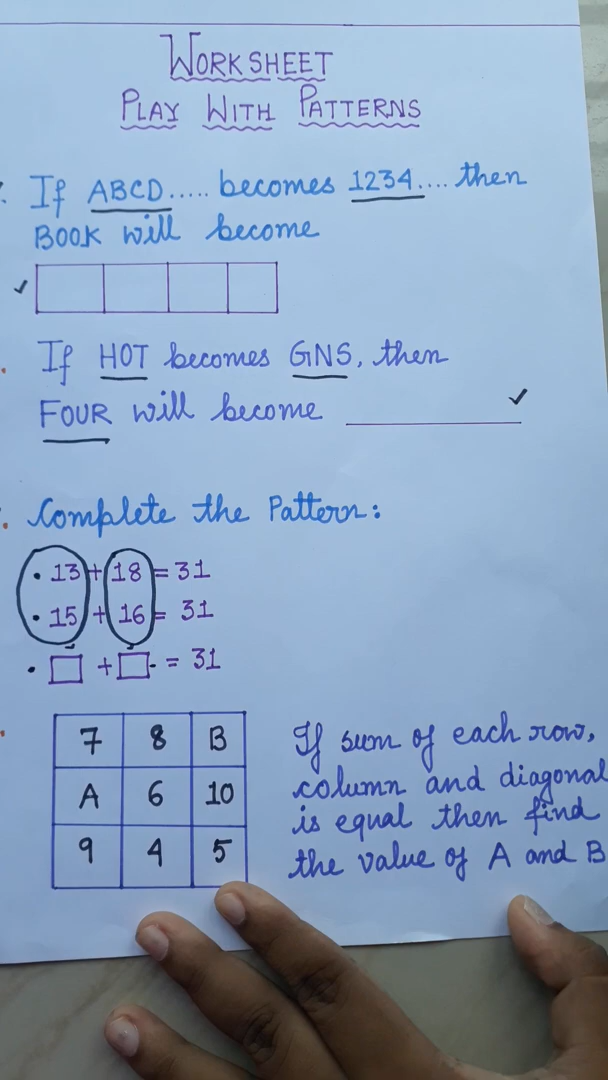 WORKSHEET
PLAY WITH PATTERNS
If ABCD..... becomes 1234.... then
BOOK will become
If HOT becomes GNS, then
FOUR will become
Complete the Pattern:
• 13 + 18 = 31
• 15 + 16 = 31
• □ + □ = 31
7 8 B
A 6 10
9 4 5
If sum of each row,
column and diagonal
is equal then find
the value of A and B